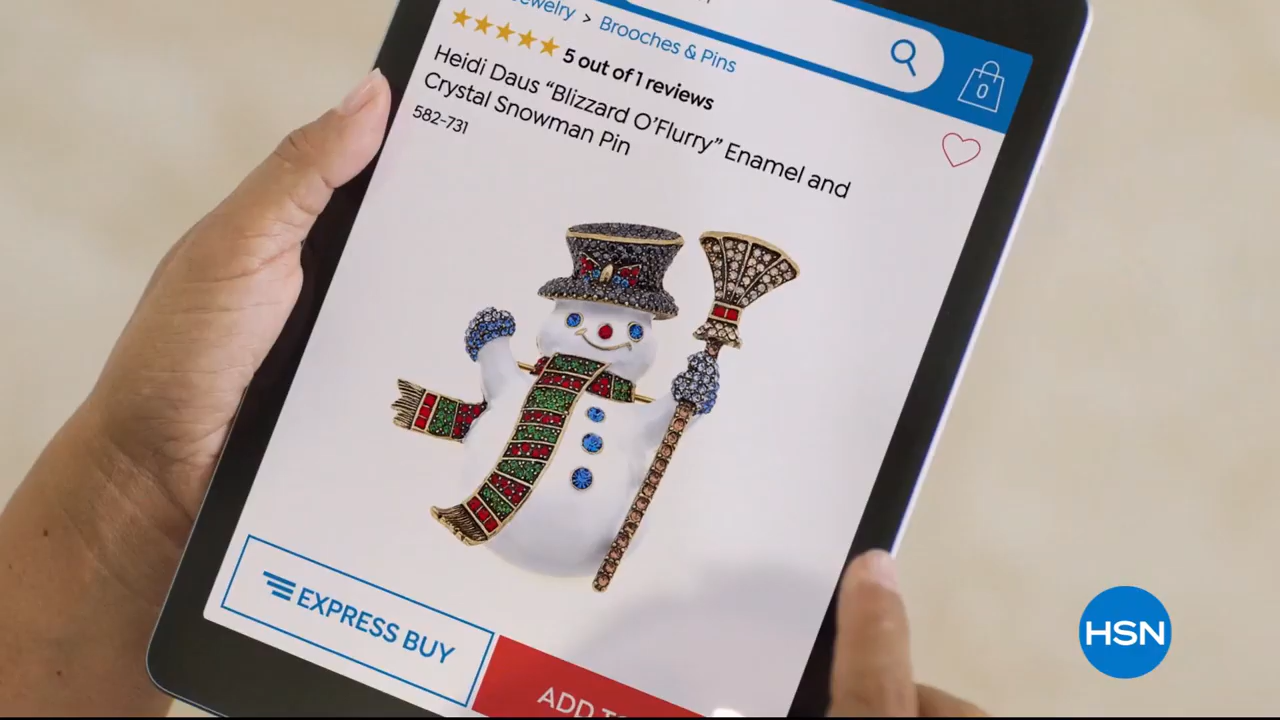 Jewelry > Brooches & Pins
5 out of 1 reviews
0
Heidi Daus “Blizzard O’Flurry” Enamel and
Crystal Snowman Pin
582-731
EXPRESS BUY
ADD
HSN